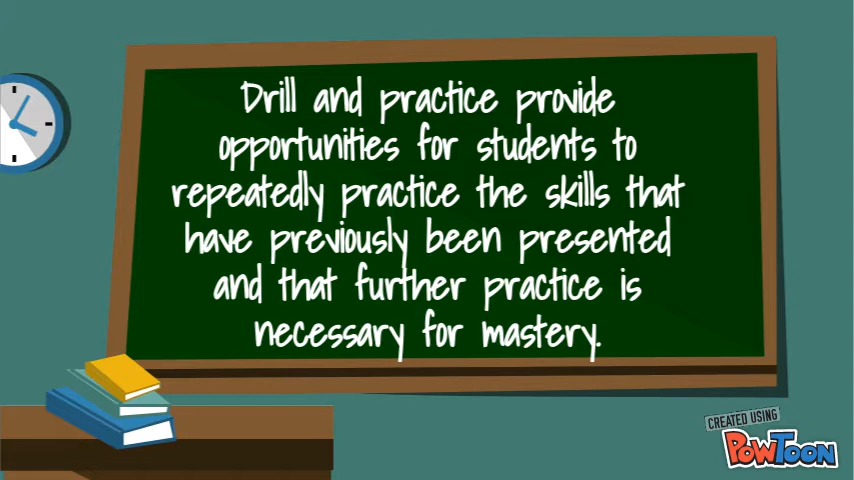 Drill and practice provide
opportunities for students to
repeatedly practice the skills that
have previously been presented
and that further practice is
necessary for mastery.
CREATED USING
POWTOON